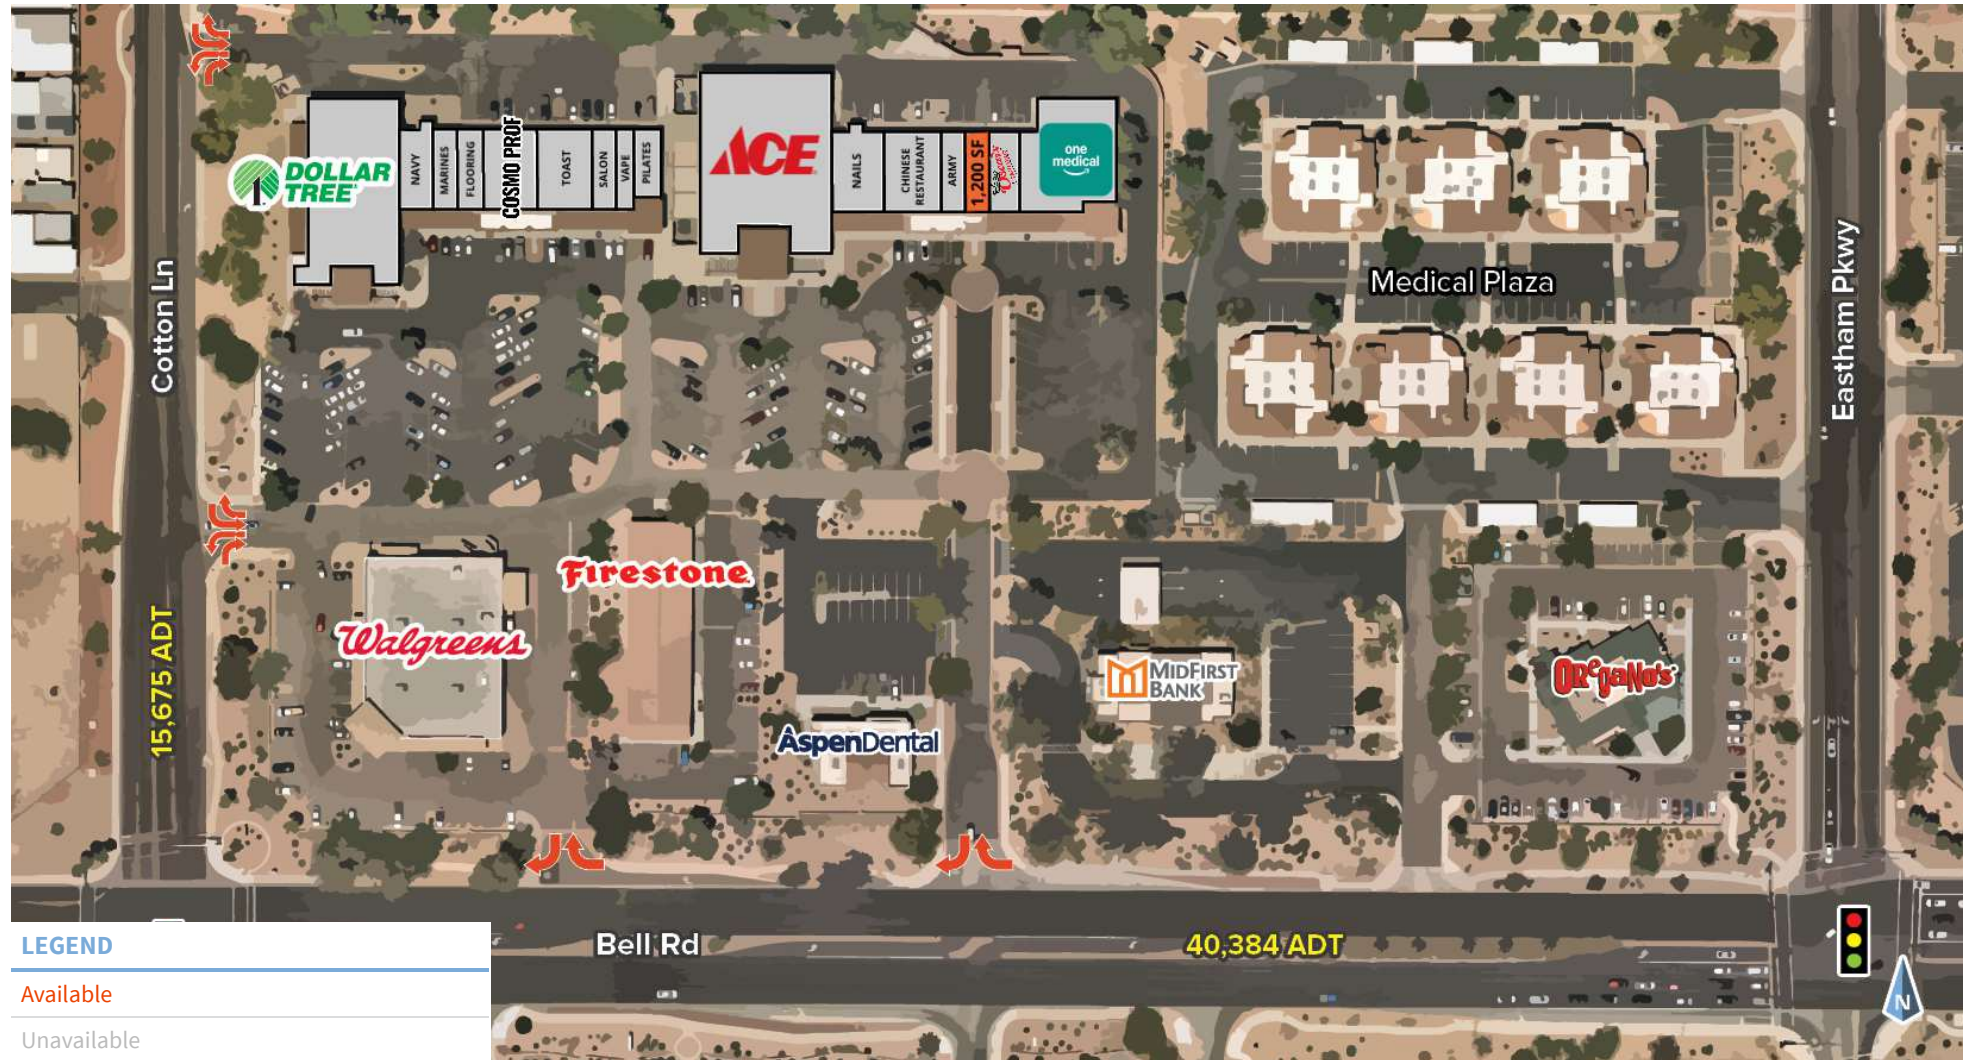 DOLLAR
TREE
1
NAVY
MARINES
FLOORING
COSMO PROF
TOAST
SALON
VAPE
PILATES
ACE
NAILS
CHINESE
RESTAURANT
ARMY
1,200 SF
one
medical
Medical Plaza
Cotton Ln
Eastham Pkwy
15,675 ADT
Firestone
Walgreens
AspenDental
MIDFIRST
BANK
OReGaNO's
Bell Rd
40,384 ADT
N
LEGEND
Available
Unavailable